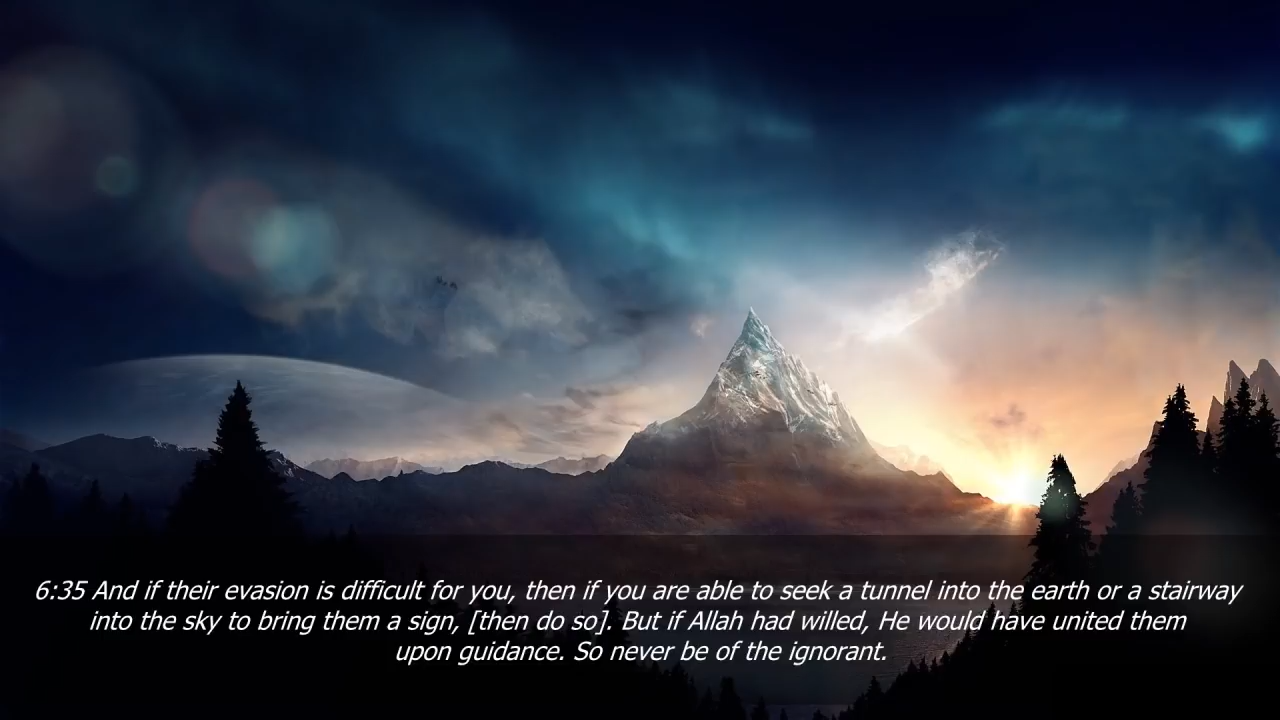 6:35 And if their evasion is difficult for you, then if you are able to seek a tunnel into the earth or a stairway
into the sky to bring them a sign, [then do so]. But if Allah had willed, He would have united them
upon guidance. So never be of the ignorant.